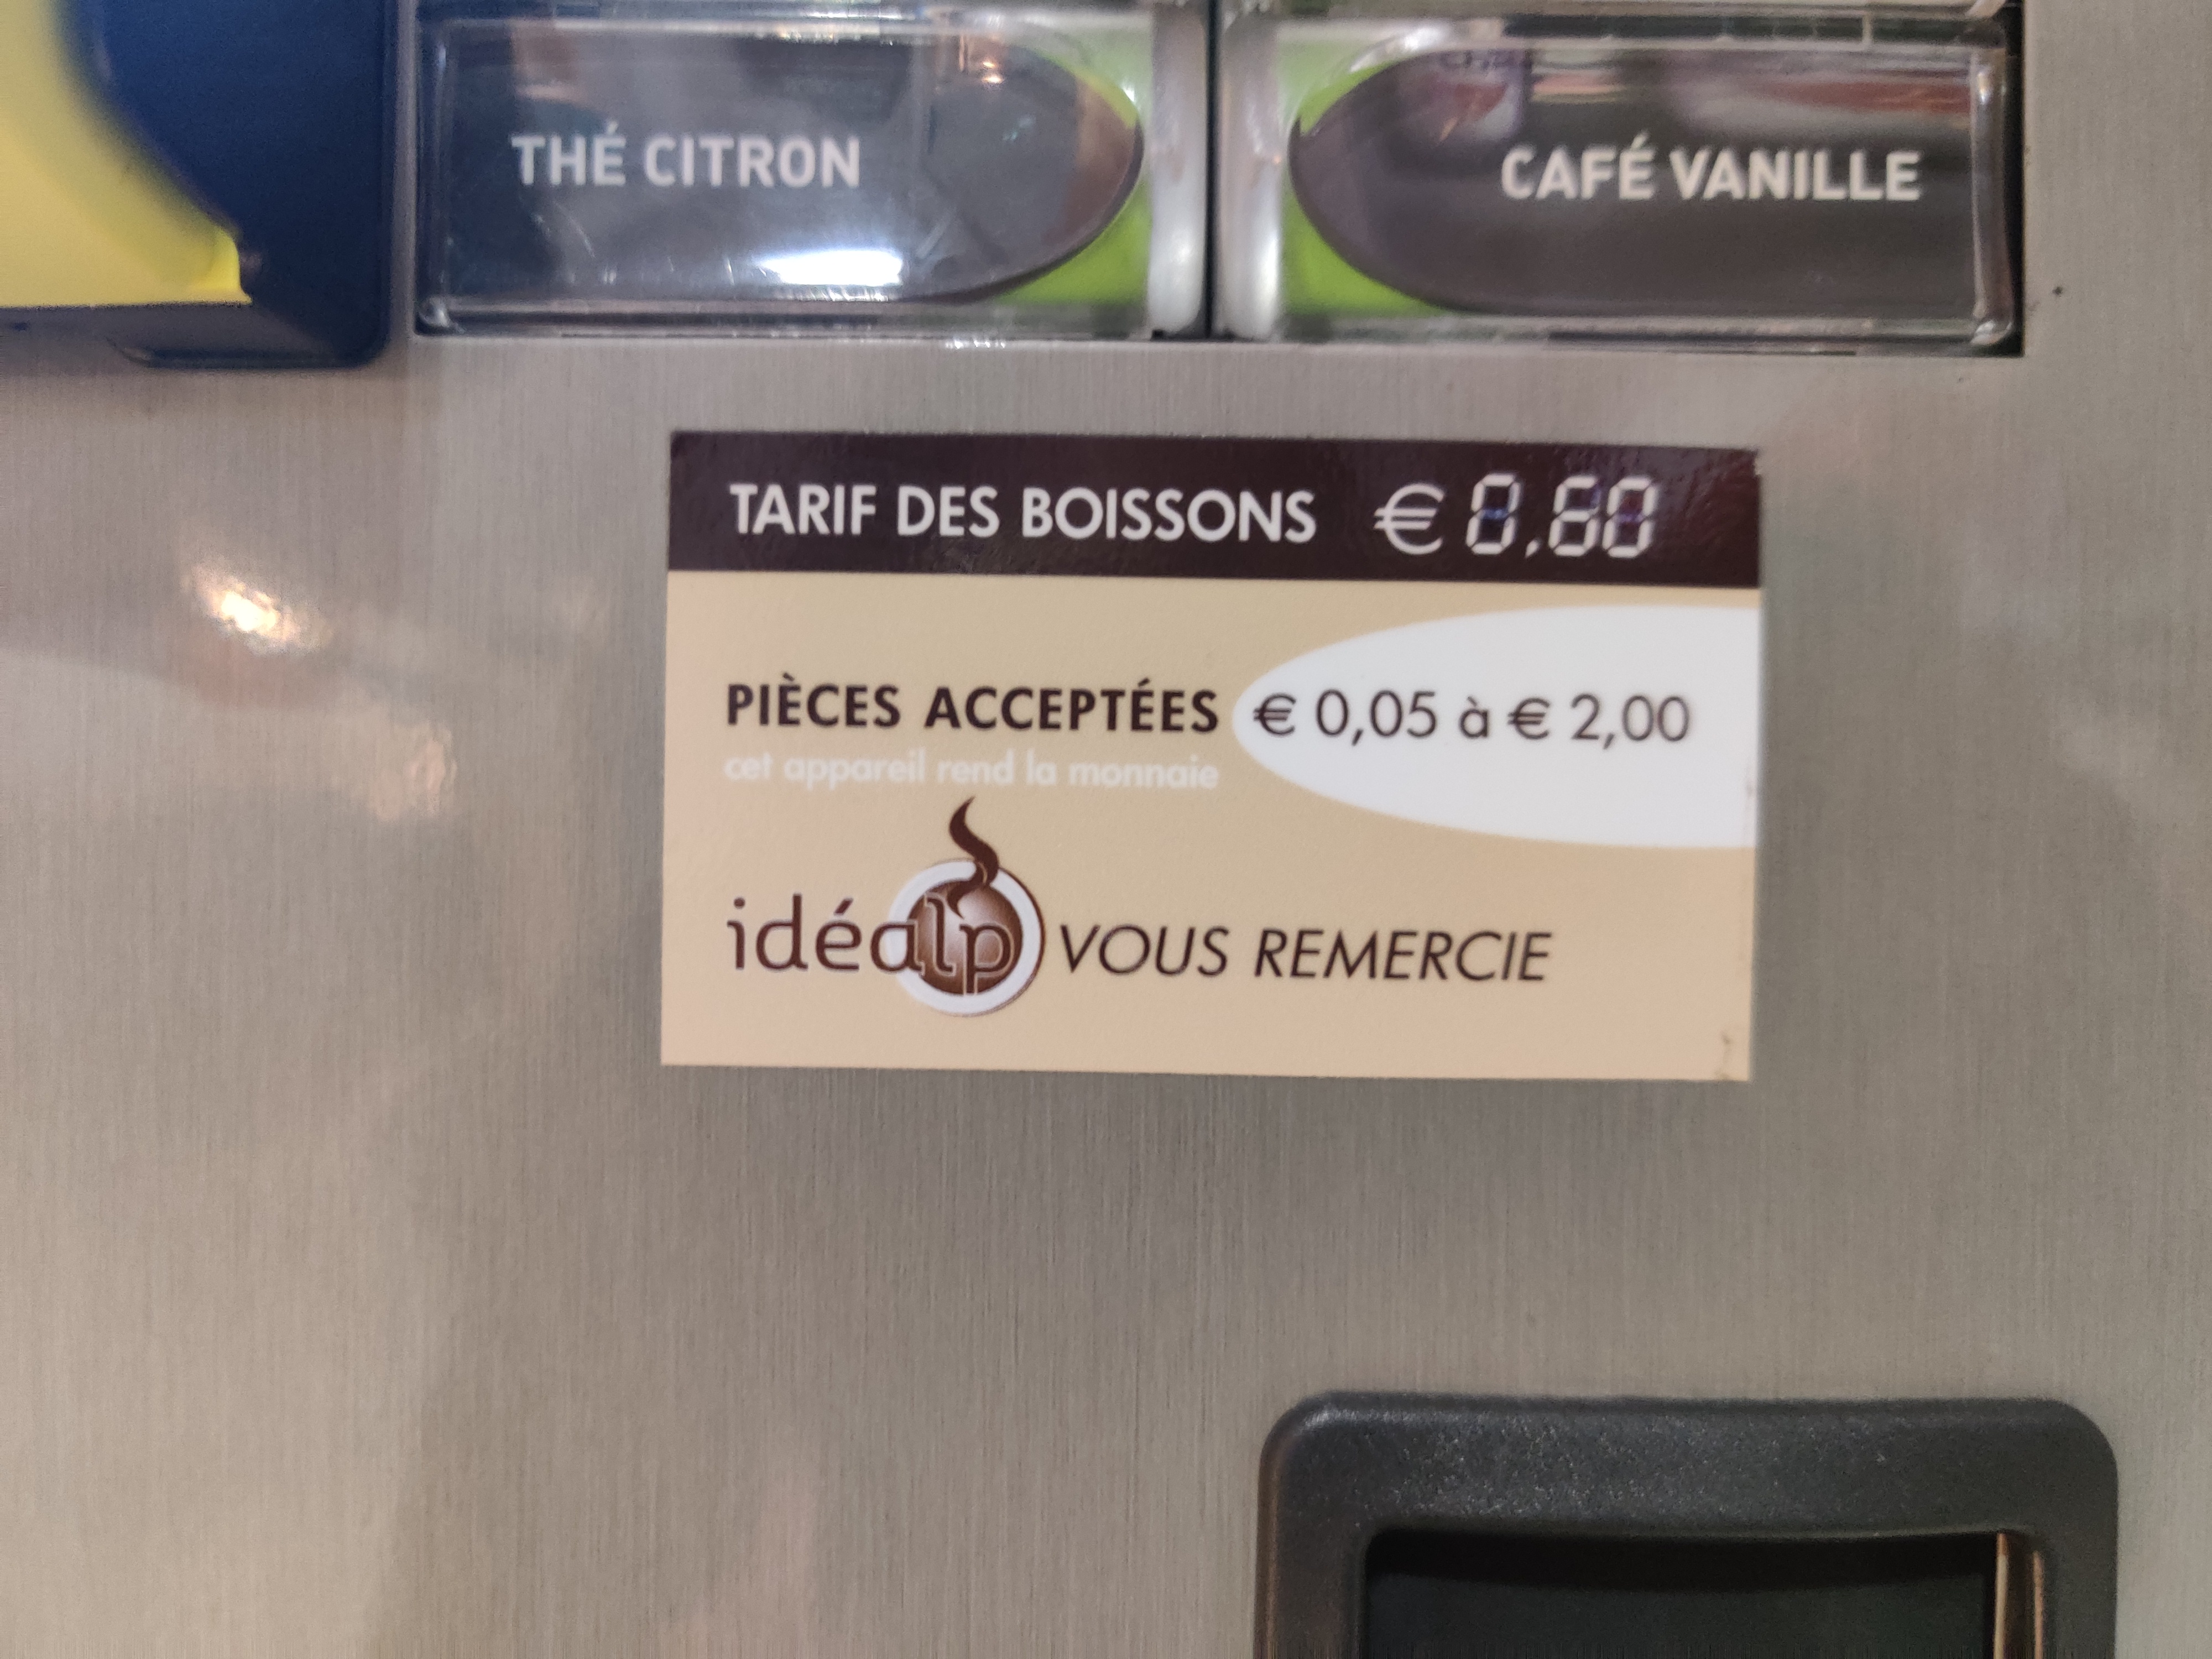 THÉ CITRON
CAFÉ VANILLE
TARIF DES BOISSONS € 0,60
PIÈCES ACCEPTÉES € 0,05 à € 2,00
cet appareil rend la monnaie
idéalp VOUS REMERCIE